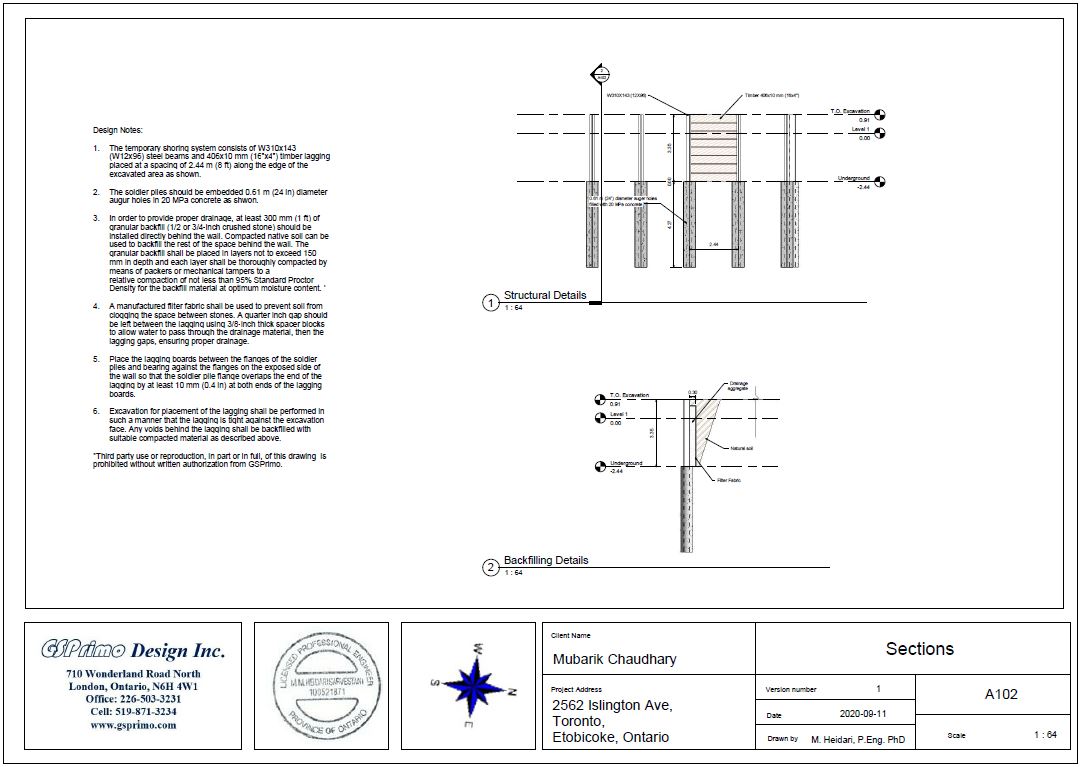 Design Notes:
1. The temporary shoring system consists of W310x143
(W12x96) steel beams and 406x10 mm (16"x4") timber lagging
placed at a spacing of 2.44 m (8 ft) along the edge of the
excavated area as shown.
2. The soldier piles should be embedded 0.61 m (24 in) diameter
augur holes in 20 MPa concrete as shwon.
3. In order to provide proper drainage, at least 300 mm (1 ft) of
granular backfill (1/2 or 3/4-inch crushed stone) should be
installed directly behind the wall. Compacted native soil can be
used to backfill the rest of the space behind the wall. The
granular backfill shall be placed in layers not to exceed 150
mm in depth and each layer shall be thoroughly compacted by
means of packers or mechanical tampers to a
relative compaction of not less than 95% Standard Proctor
Density for the backfill material at optimum moisture content. '
4. A manufactured filter fabric shall be used to prevent soil from
clogging the space between stones. A quarter inch gap should
be left between the lagging using 3/8-inch thick spacer blocks
to allow water to pass through the drainage material, then the
lagging gaps, ensuring proper drainage.
5. Place the lagging boards between the flanges of the soldier
piles and bearing against the flanges on the exposed side of
the wall so that the soldier pile flange overlaps the end of the
lagging by at least 10 mm (0.4 in) at both ends of the lagging
boards.
6. Excavation for placement of the lagging shall be performed in
such a manner that the lagging is tight against the excavation
face. Any voids behind the lagging shall be backfilled with
suitable compacted material as described above.
"Third party use or reproduction, in part or in full, of this drawing is
prohibited without written authorization from GSPrimo.
W310X143 (12X96)
Timber 406x10 mm (16x4")
T.O. Excavation
0.91
Level 1
0.00
Underground
-2.44
3.35
0.61 m (24") diameter auger holes
filled with 20 MPa concrete
4.27
2.44
1
Structural Details
1 : 64
T.O. Excavation
0.91
Level 1
0.00
Underground
-2.44
0.30
3.35
Drainage
aggregate
Natural soil
Filter Fabric
2
Backfilling Details
1 : 64
GSPrimo Design Inc.
710 Wonderland Road North
London, Ontario, N6H 4W1
Office: 226-503-3231
Cell: 519-871-3234
www.gsprimo.com
LICENSED PROFESSIONAL ENGINEER
M.M.HEIDARISARVESTANI
100521871
PROVINCE OF ONTARIO
W
S
N
E
Client Name
Mubarik Chaudhary
Project Address
2562 Islington Ave,
Toronto,
Etobicoke, Ontario
Sections
Version number 1
Date 2020-09-11
Drawn by M. Heidari, P.Eng. PhD
A102
Scale 1 : 64